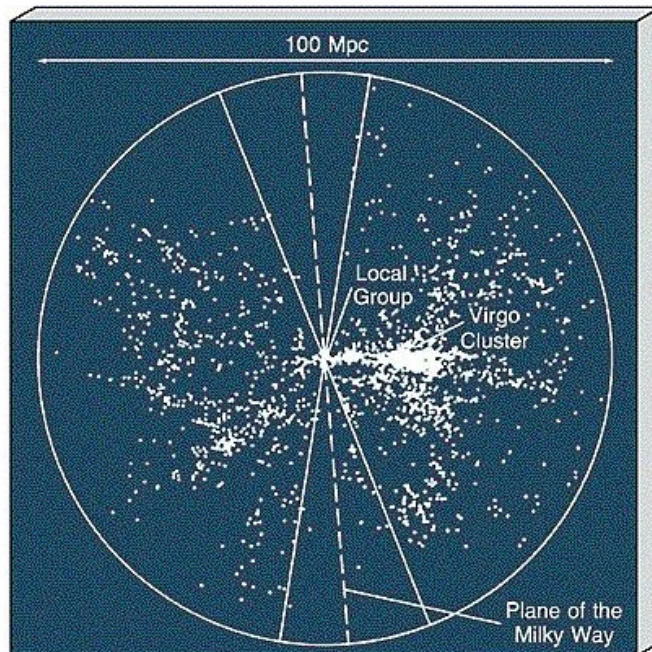 100 Mpc
Local
Group
Virgo
Cluster
Plane of the
Milky Way